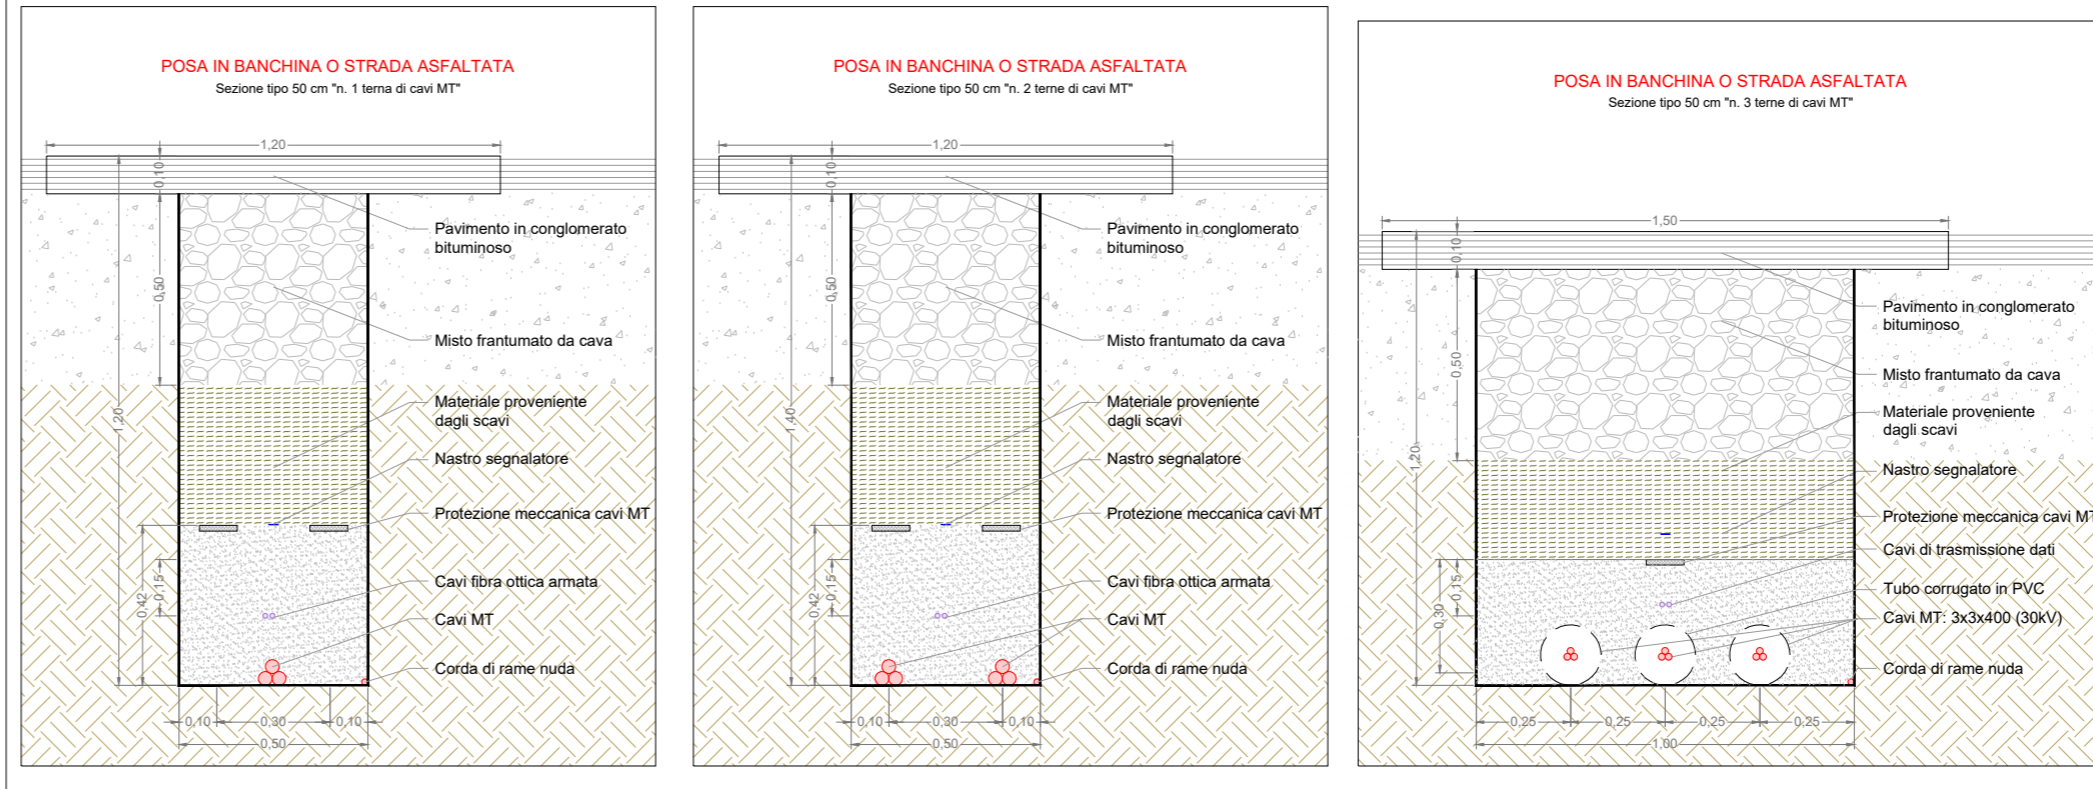 POSA IN BANCHINA O STRADA ASFALTATA
Sezione tipo 50 cm "n. 1 terna di cavi MT"
1,20
0,10
Pavimento in conglomerato
bituminoso
0,50
Misto frantumato da cava
1,20
Materiale proveniente
dagli scavi
Nastro segnalatore
Protezione meccanica cavi MT
0,15
0,42
Cavi fibra ottica armata
Cavi MT
Corda di rame nuda
0,10
0,30
0,10
0,50
POSA IN BANCHINA O STRADA ASFALTATA
Sezione tipo 50 cm "n. 2 terne di cavi MT"
1,20
0,10
Pavimento in conglomerato
bituminoso
0,50
Misto frantumato da cava
1,40
Materiale proveniente
dagli scavi
Nastro segnalatore
Protezione meccanica cavi MT
0,15
0,42
Cavi fibra ottica armata
Cavi MT
Corda di rame nuda
0,10
0,30
0,10
0,50
POSA IN BANCHINA O STRADA ASFALTATA
Sezione tipo 50 cm "n. 3 terne di cavi MT"
1,50
0,10
Pavimento in conglomerato
bituminoso
0,50
Misto frantumato da cava
Materiale proveniente
dagli scavi
1,20
Nastro segnalatore
Protezione meccanica cavi MT
Cavi di trasmissione dati
0,15
0,30
Tubo corrugato in PVC
Cavi MT: 3x3x400 (30kV)
Corda di rame nuda
0,25
0,25
0,25
0,25
1,00